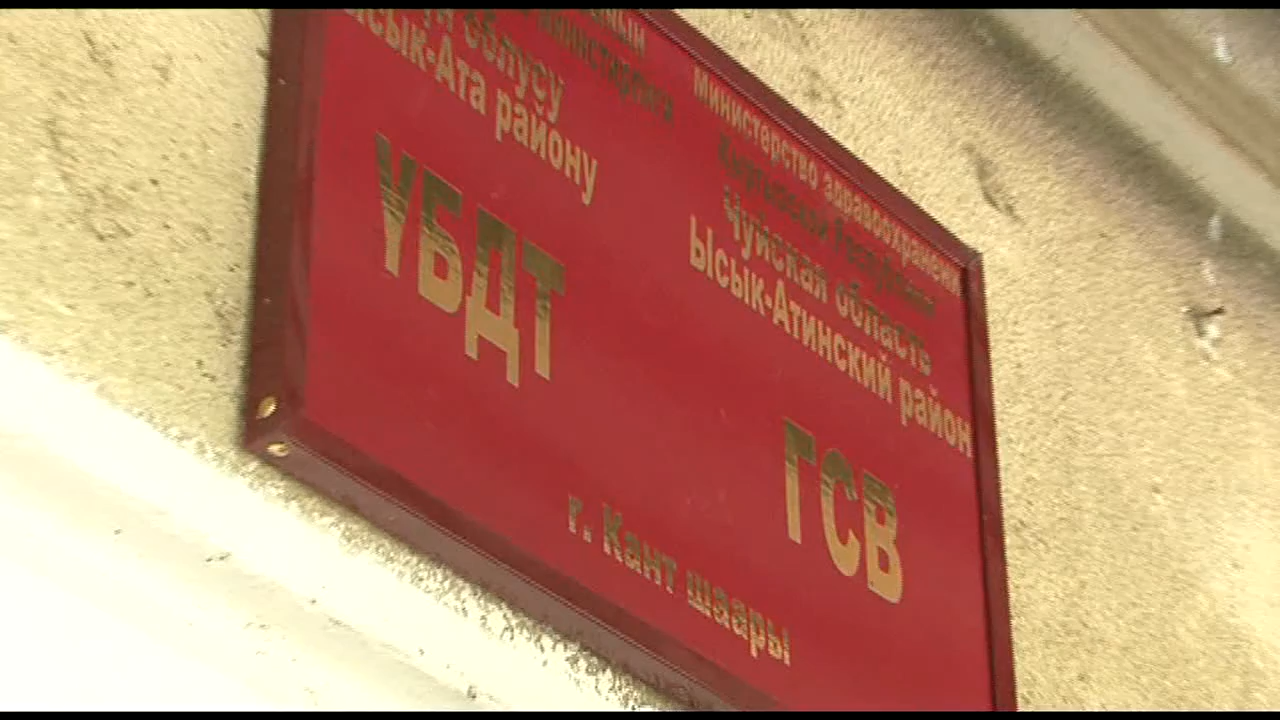 облусу
Ысык-Ата району
ҮБДТ
Министерство здравоохранения
Кыргызской Республики
Чуйская область
Ысык-Атинский район
ГСВ
г. Кант шаары